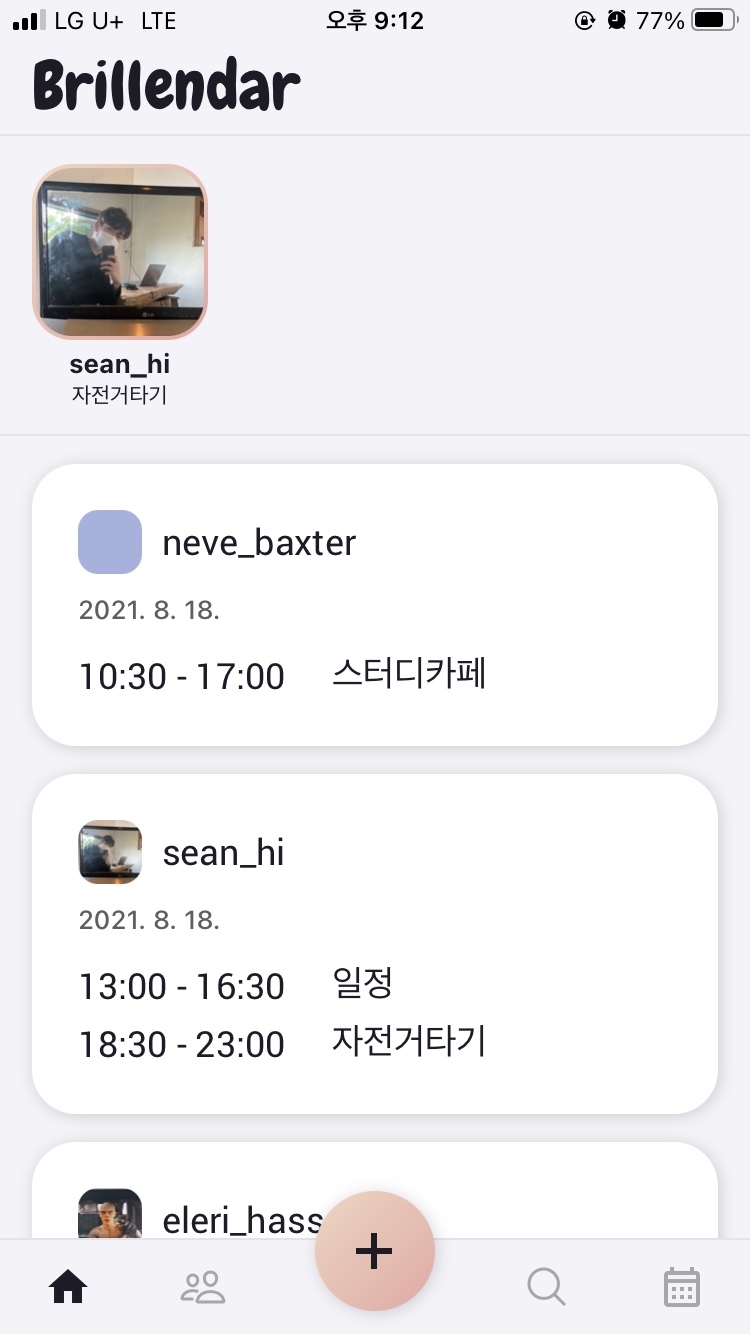 LG U+ LTE 오후 9:12 77%
Brillendar
sean_hi
자전거타기
neve_baxter
2021. 8. 18.
10:30 - 17:00 스터디카페
sean_hi
2021. 8. 18.
13:00 - 16:30 일정
18:30 - 23:00 자전거타기
eleri_hass